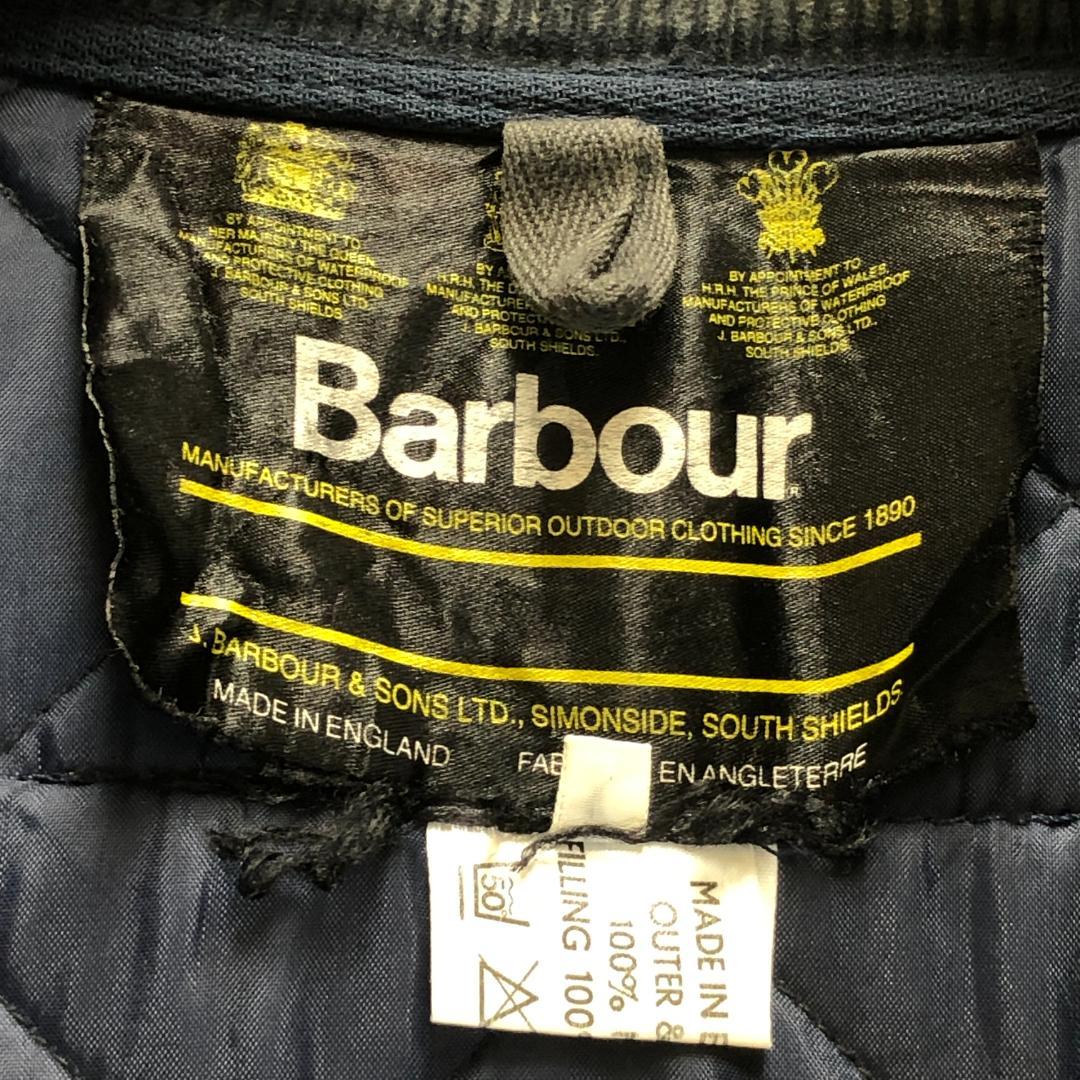 BY APPOINTMENT TO
HER MAJESTY THE QUEEN
MANUFACTURERS OF WATERPROOF
AND PROTECTIVE CLOTHING
J. BARBOUR & SONS LTD.
SOUTH SHIELDS
BY
H.R.H. THE
AND
J. BARBOUR & SONS LTD.,
SOUTH SHIELDS.
BY APPOINTMENT TO
H.R.H. THE PRINCE OF WALES.
MANUFACTURERS OF WATERPROOF
AND PROTECTIVE CLOTHING
J. BARBOUR & SONS LTD.,
SOUTH SHIELDS.
Barbour
MANUFACTURERS OF SUPERIOR OUTDOOR CLOTHING SINCE 1890
J. BARBOUR & SONS LTD., SIMONSIDE, SOUTH SHIELDS.
MADE IN ENGLAND EN ANGLETERRE
MADE IN
OUTER &
100%
FILLING 100
50